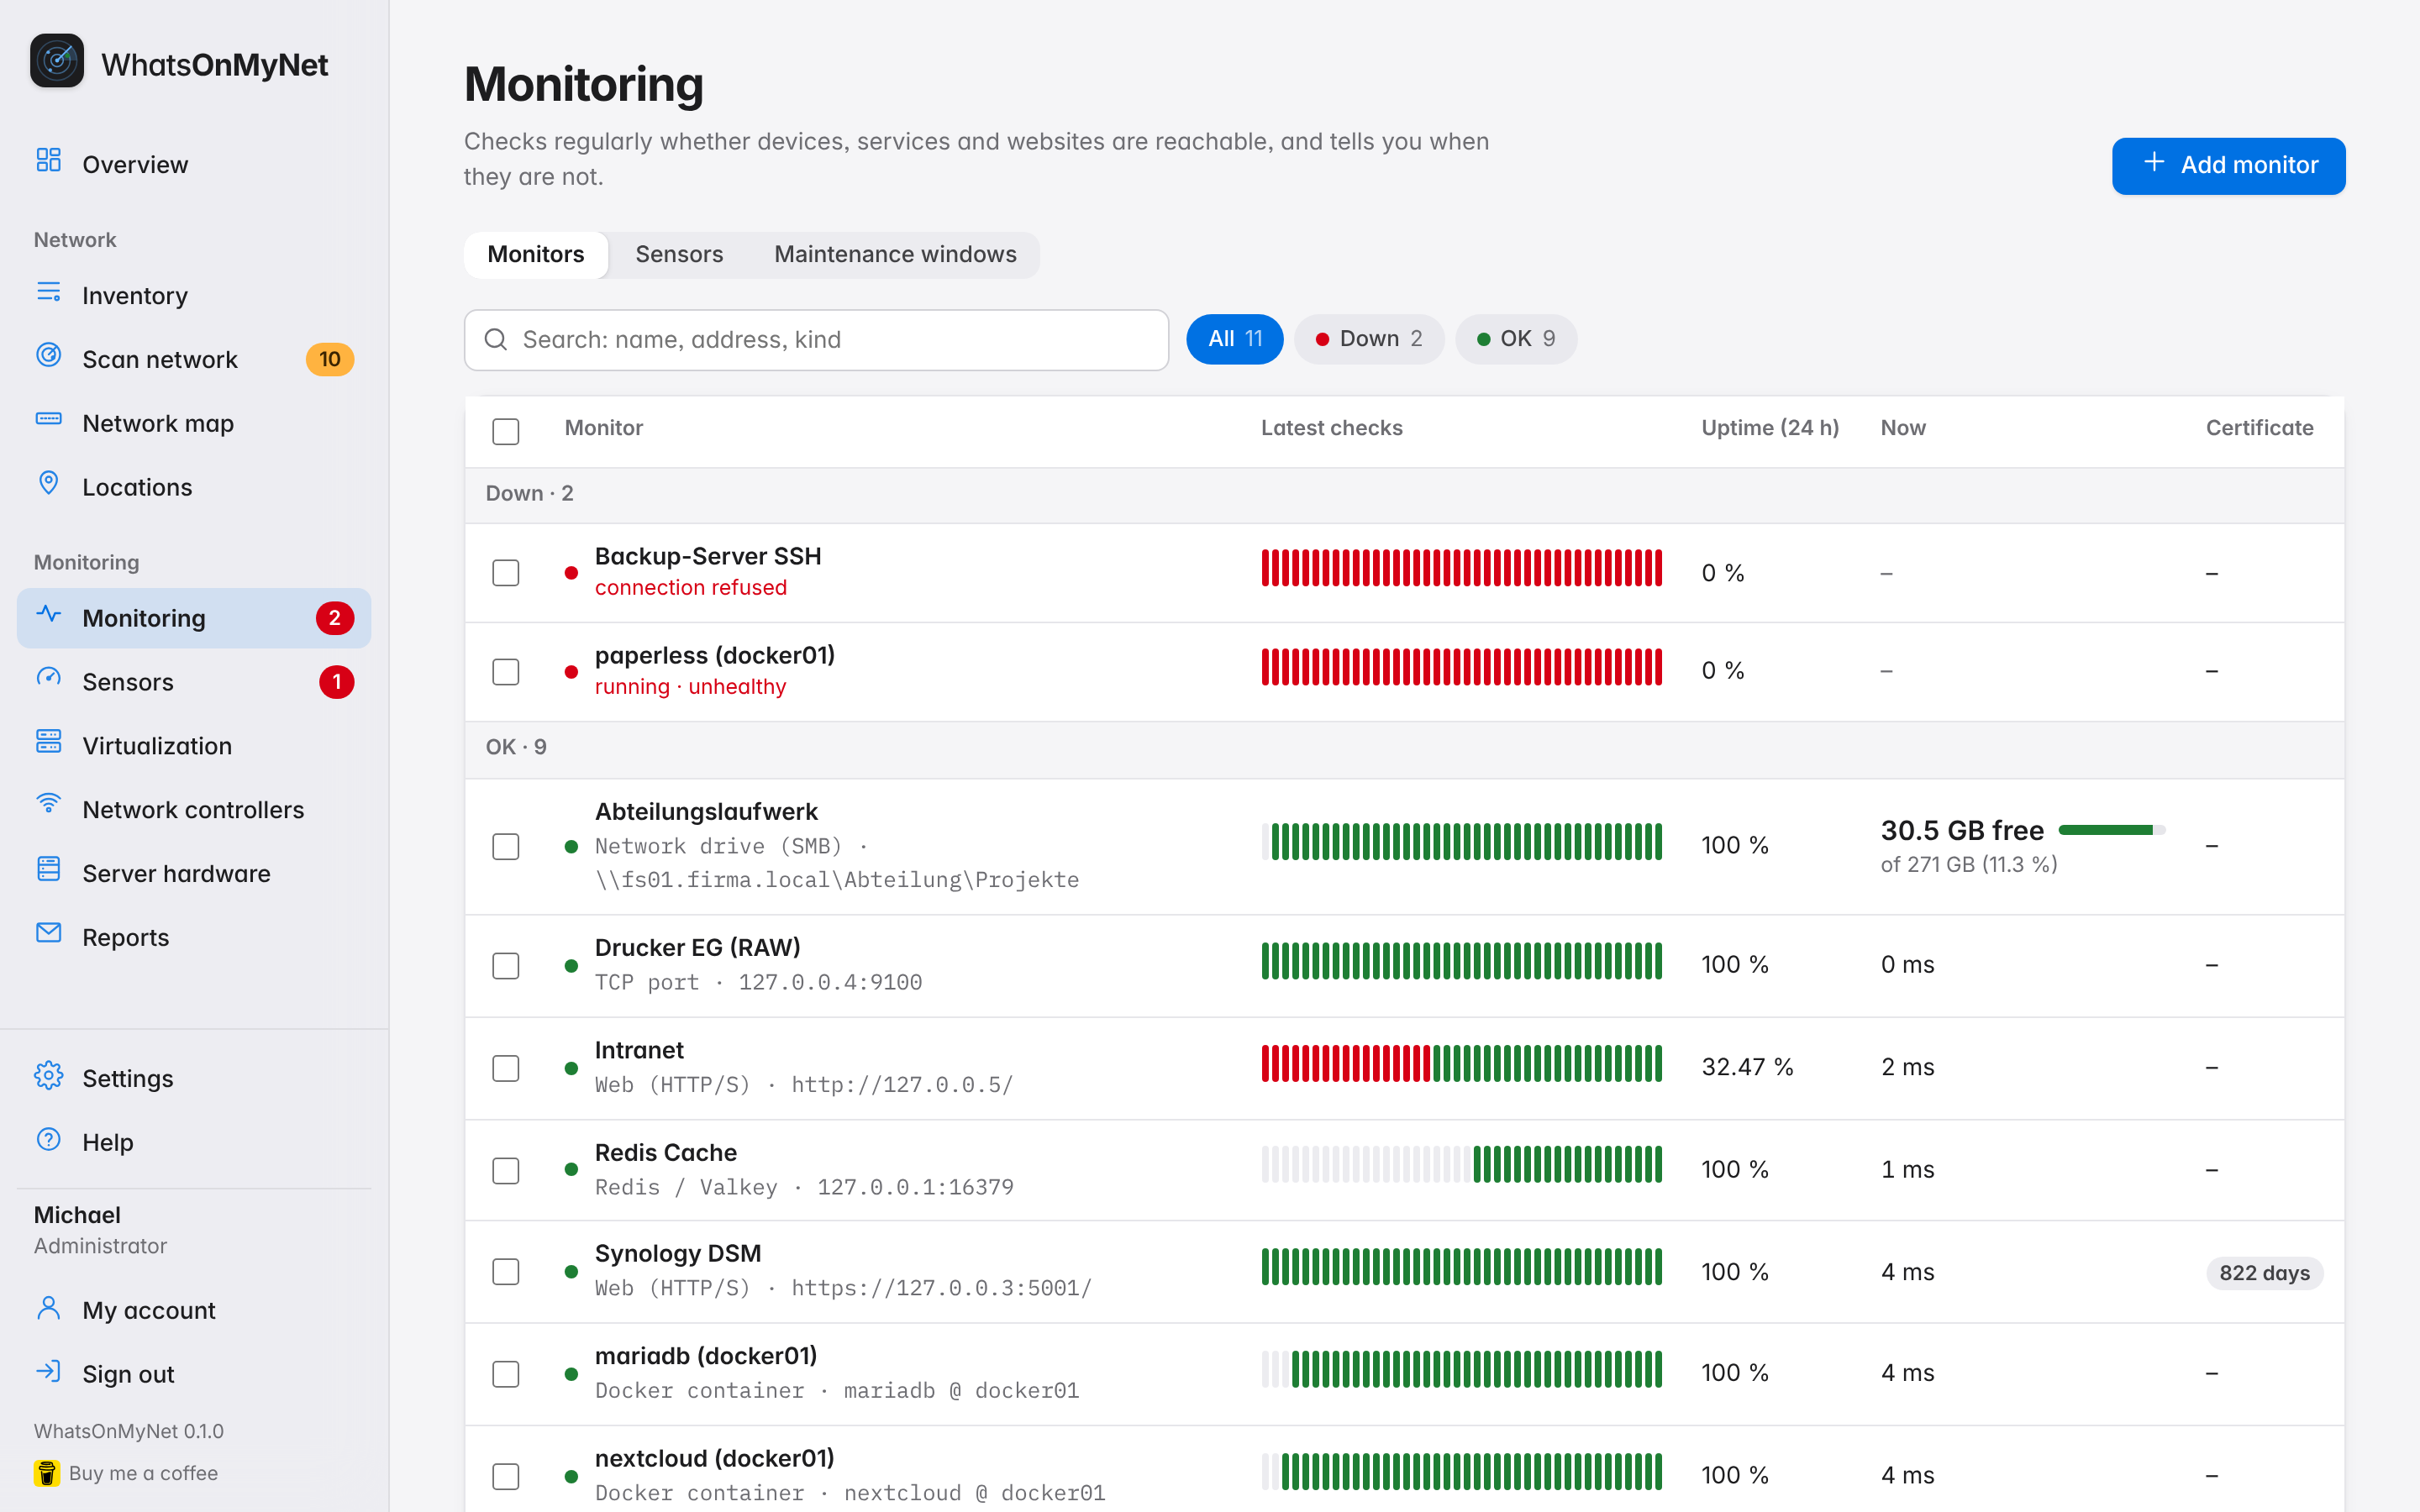 WhatsOnMyNet
Overview
Network
Inventory
Scan network 10
Network map
Locations
Monitoring
Monitoring 2
Sensors 1
Virtualization
Network controllers
Server hardware
Reports
Settings
Help
Michael
Administrator
My account
Sign out
WhatsOnMyNet 0.1.0
Buy me a coffee
Monitoring
Checks regularly whether devices, services and websites are reachable, and tells you when
they are not.
Add monitor
Monitors Sensors Maintenance windows
Search: name, address, kind All 11 Down 2 OK 9
Monitor Latest checks Uptime (24 h) Now Certificate
Down · 2
Backup-Server SSH
connection refused
0 % – –
paperless (docker01)
running · unhealthy
0 % – –
OK · 9
Abteilungslaufwerk
Network drive (SMB) ·
\\fs01.firma.local\Abteilung\Projekte
100 %
30.5 GB free
of 271 GB (11.3 %)
–
Drucker EG (RAW)
TCP port · 127.0.0.4:9100
100 % 0 ms –
Intranet
Web (HTTP/S) · http://127.0.0.5/
32.47 % 2 ms –
Redis Cache
Redis / Valkey · 127.0.0.1:16379
100 % 1 ms –
Synology DSM
Web (HTTP/S) · https://127.0.0.3:5001/
100 % 4 ms 822 days
mariadb (docker01)
Docker container · mariadb @ docker01
100 % 4 ms –
nextcloud (docker01)
Docker container · nextcloud @ docker01
100 % 4 ms –